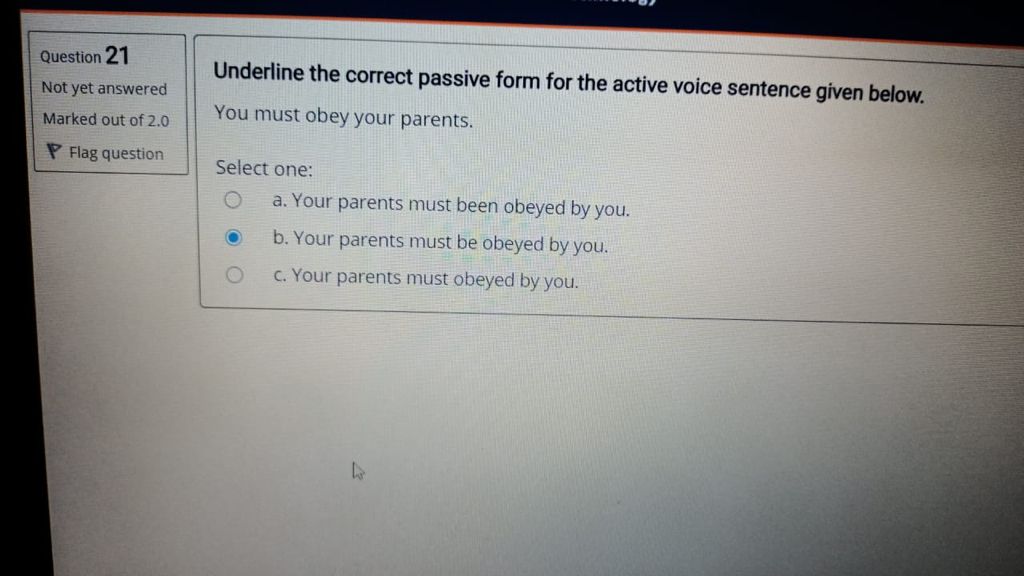 Question 21
Not yet answered
Marked out of 2.0
Flag question
Underline the correct passive form for the active voice sentence given below.
You must obey your parents.
Select one:
a. Your parents must been obeyed by you.
b. Your parents must be obeyed by you.
c. Your parents must obeyed by you.